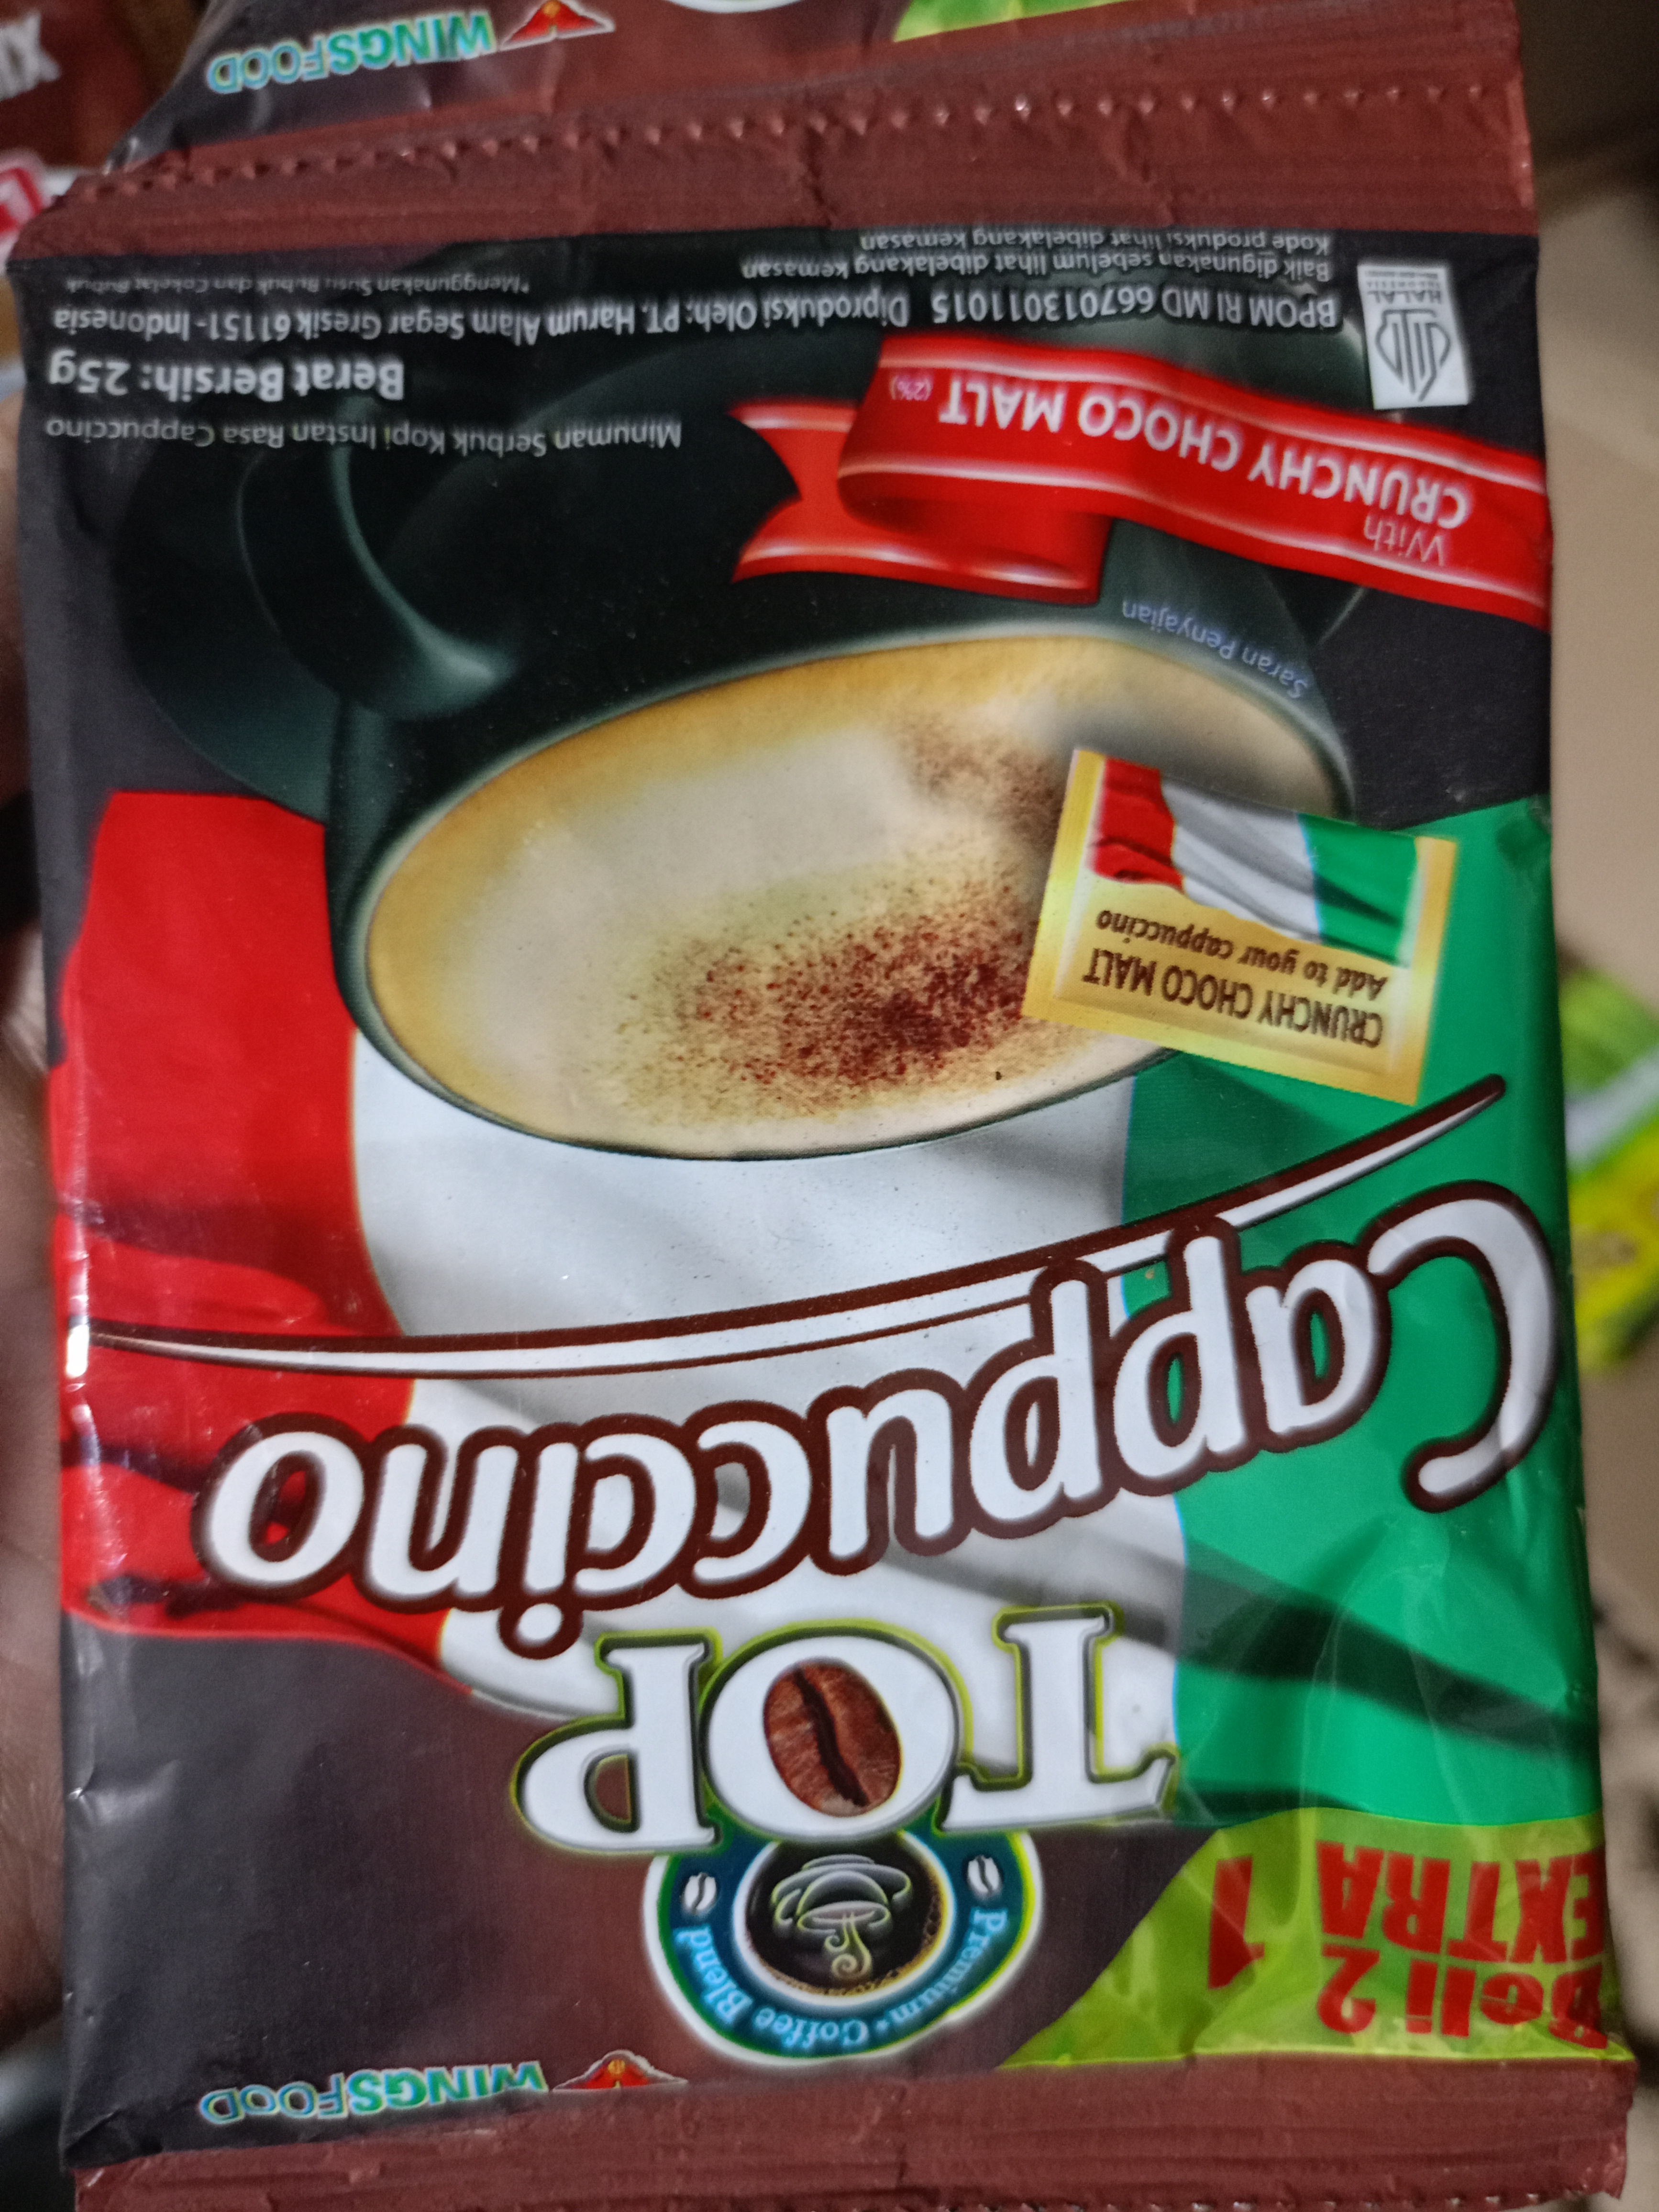 WINGSFOOD
WINGSFOOD
Beli 2
EXTRA 1
Premium* Coffee Blend
TOP
Cappuccino
CRUNCHY CHOCO MALT
Add to your cappuccino
Saran Penyajian
With
CRUNCHY CHOCO MALT (2%)
Minuman Serbuk Kopi Instan Rasa Cappuccino
Berat Bersih: 25g
HALAL
INDONESIA
BPOM RI MD 667013011015 Diproduksi Oleh: PT. Harum Alam Segar Gresik 61151 - Indonesia
Baik digunakan sebelum lihat dibelakang kemasan
*Menggunakan Susu Bubuk dan Cokelat Bubuk
Kode produksi lihat dibelakang kemasan